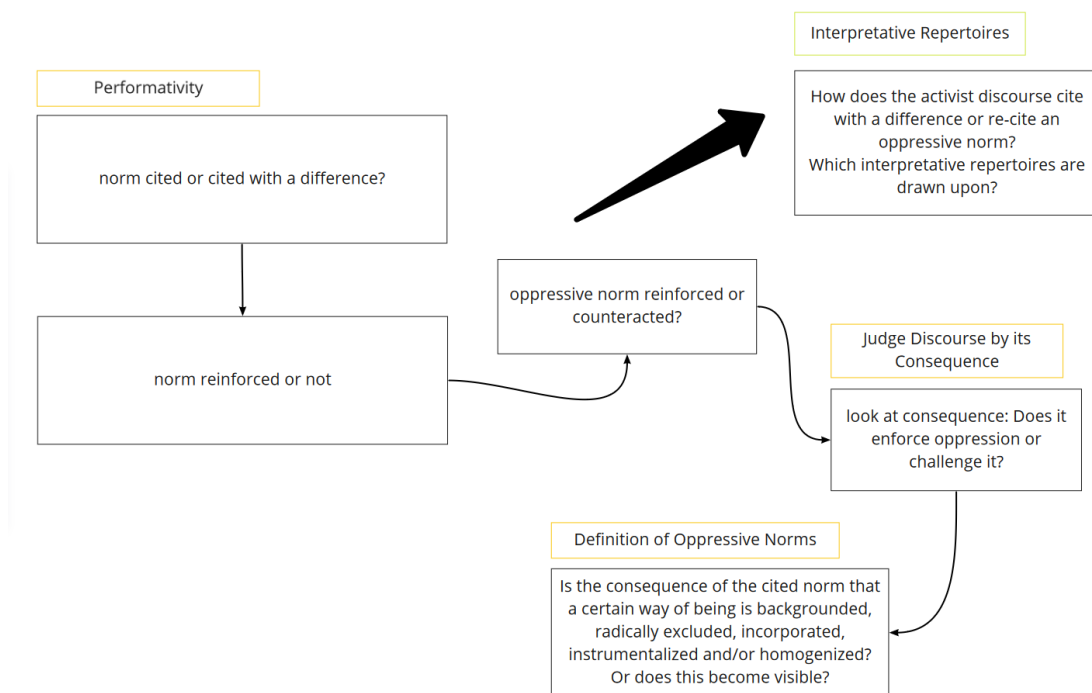 Interpretative Repertoires
How does the activist discourse cite
with a difference or re-cite an
oppressive norm?
Which interpretative repertoires are
drawn upon?
Performativity
norm cited or cited with a difference?
norm reinforced or not
oppressive norm reinforced or
counteracted?
Judge Discourse by its
Consequence
look at consequence: Does it
enforce oppression or
challenge it?
Definition of Oppressive Norms
Is the consequence of the cited norm that
a certain way of being is backgrounded,
radically excluded, incorporated,
instrumentalized and/or homogenized?
Or does this become visible?